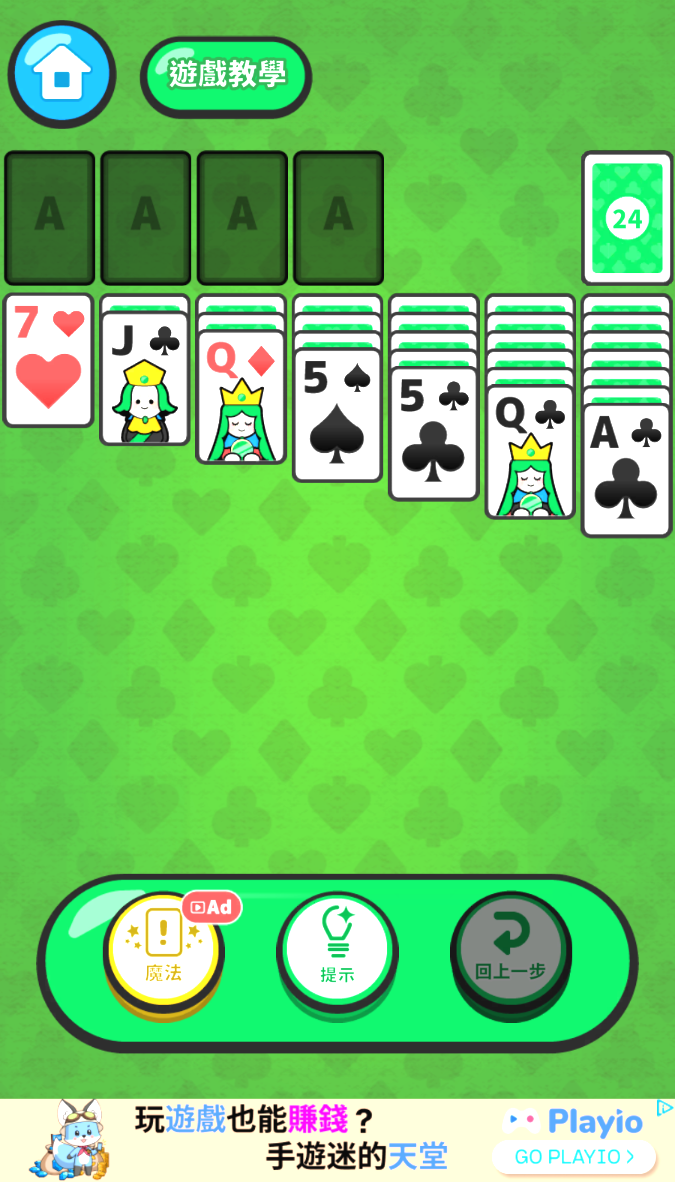 遊戲教學
A A A A
24
7 J Q 5 5 Q A
Ad
魔法
提示
回上一步
玩遊戲也能賺錢？
手遊迷的天堂
Playio
GO PLAYIO >